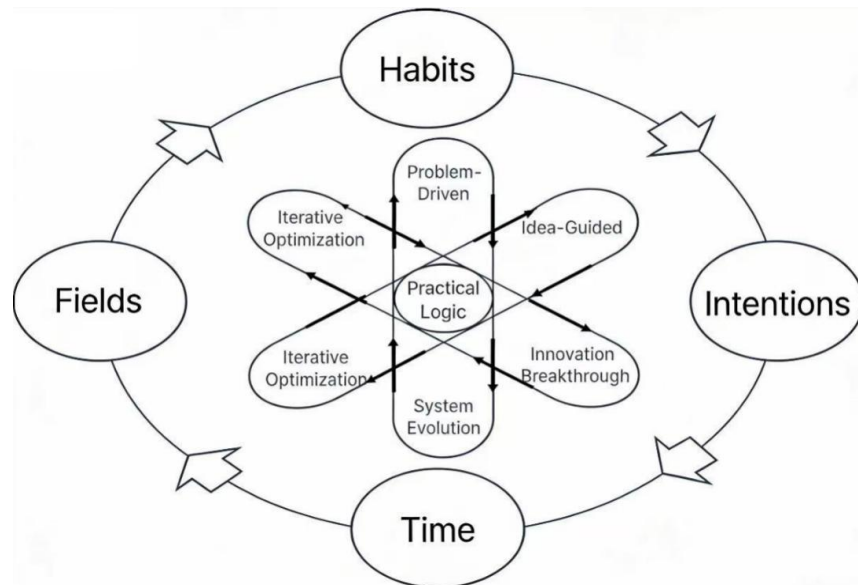 Habits
Problem-
Driven
Iterative
Optimization
Idea-Guided
Fields
Practical
Logic
Intentions
Iterative
Optimization
Innovation
Breakthrough
System
Evolution
Time